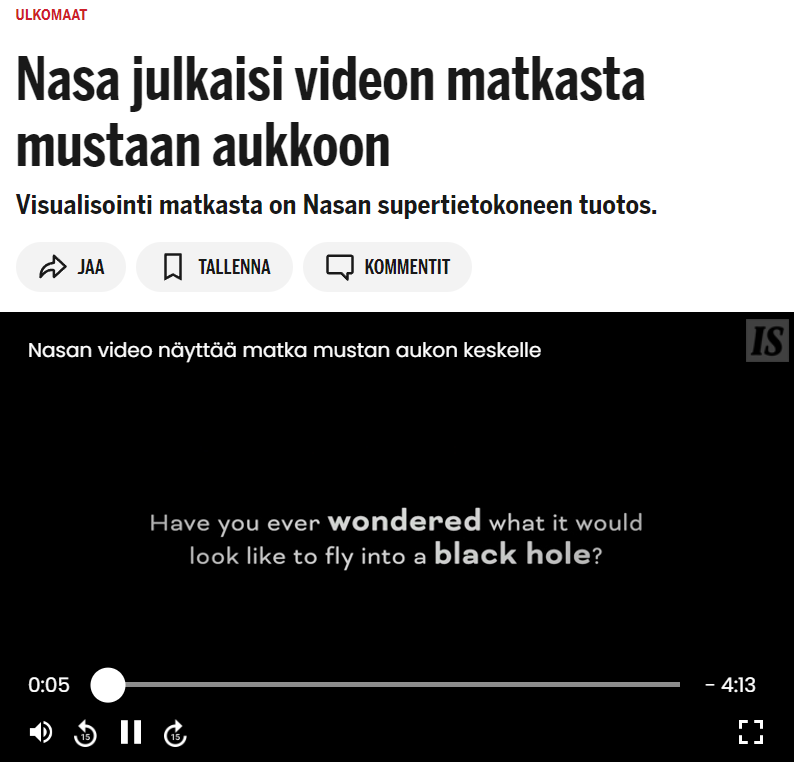 ULKOMAAT
Nasa julkaisi videon matkasta
mustaan aukkoon
Visualisointi matkasta on Nasan supertietokoneen tuotos.
JAA
TALLENNA
KOMMENTIT
Nasan video näyttää matka mustan aukon keskelle
IS
Have you ever wondered what it would
look like to fly into a black hole?
0:05
- 4:13
15
15